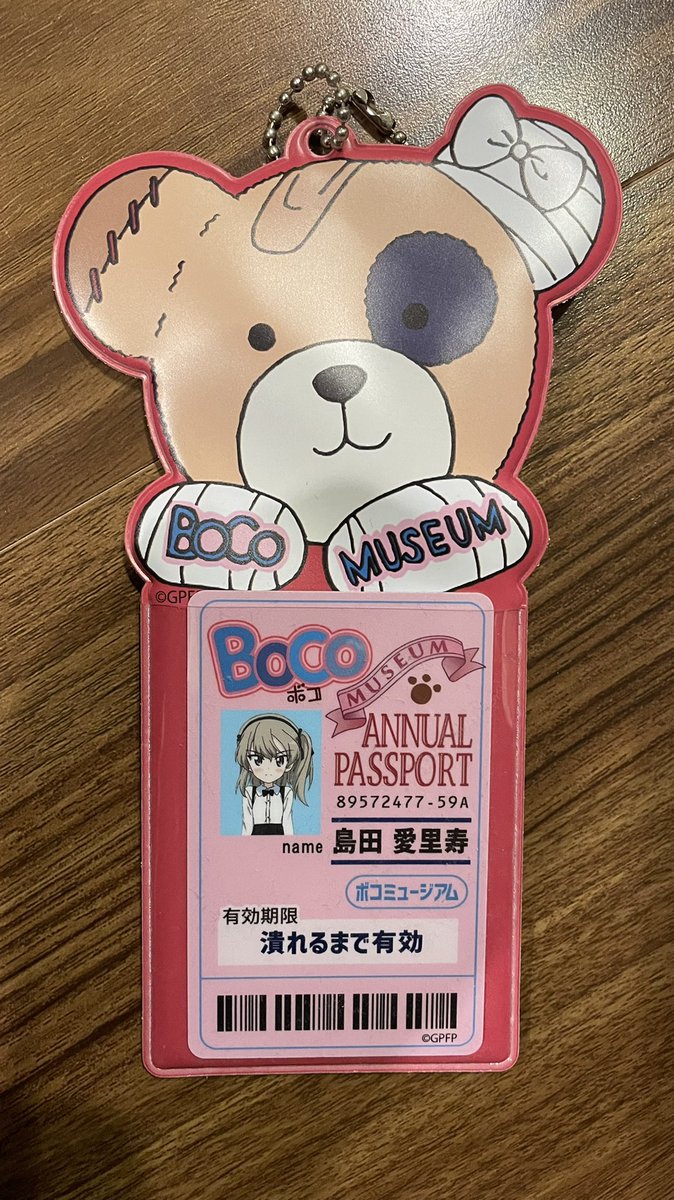 BoCo
MUSEUM
©GPF
BoCo
ボコ
MUSEUM
ANNUAL
PASSPORT
89572477-59A
name 島田 愛里寿
ボコミュージアム
有効期限
潰れるまで有効
©GPFP